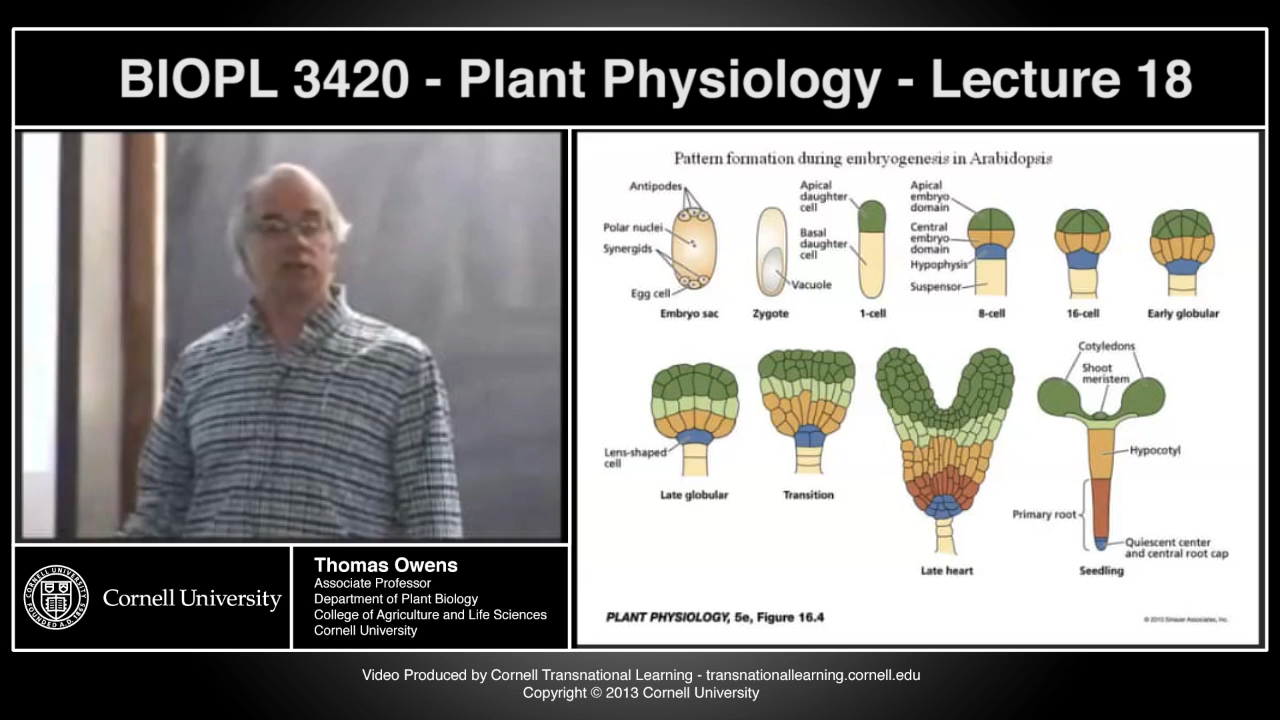 BIOPL 3420 - Plant Physiology - Lecture 18
Pattern formation during embryogenesis in Arabidopsis
Antipodes
Polar nuclei
Synergids
Egg cell
Embryo sac
Vacuole
Zygote
Apical
daughter
cell
Basal
daughter
cell
1-cell
Apical
embryo
domain
Central
embryo
domain
Hypophysis
Suspensor
8-cell
16-cell
Early globular
Lens-shaped
cell
Late globular
Transition
Late heart
Cotyledons
Shoot
meristem
Hypocotyl
Primary root
Quiescent center
and central root cap
Seedling
PLANT PHYSIOLOGY, 5e, Figure 16.4
© 2010 Sinauer Associates, Inc.
CORNELL UNIVERSITY
FOUNDED A.D.
Cornell University
Thomas Owens
Associate Professor
Department of Plant Biology
College of Agriculture and Life Sciences
Cornell University
Video Produced by Cornell Transnational Learning - transnationallearning.cornell.edu
Copyright © 2013 Cornell University